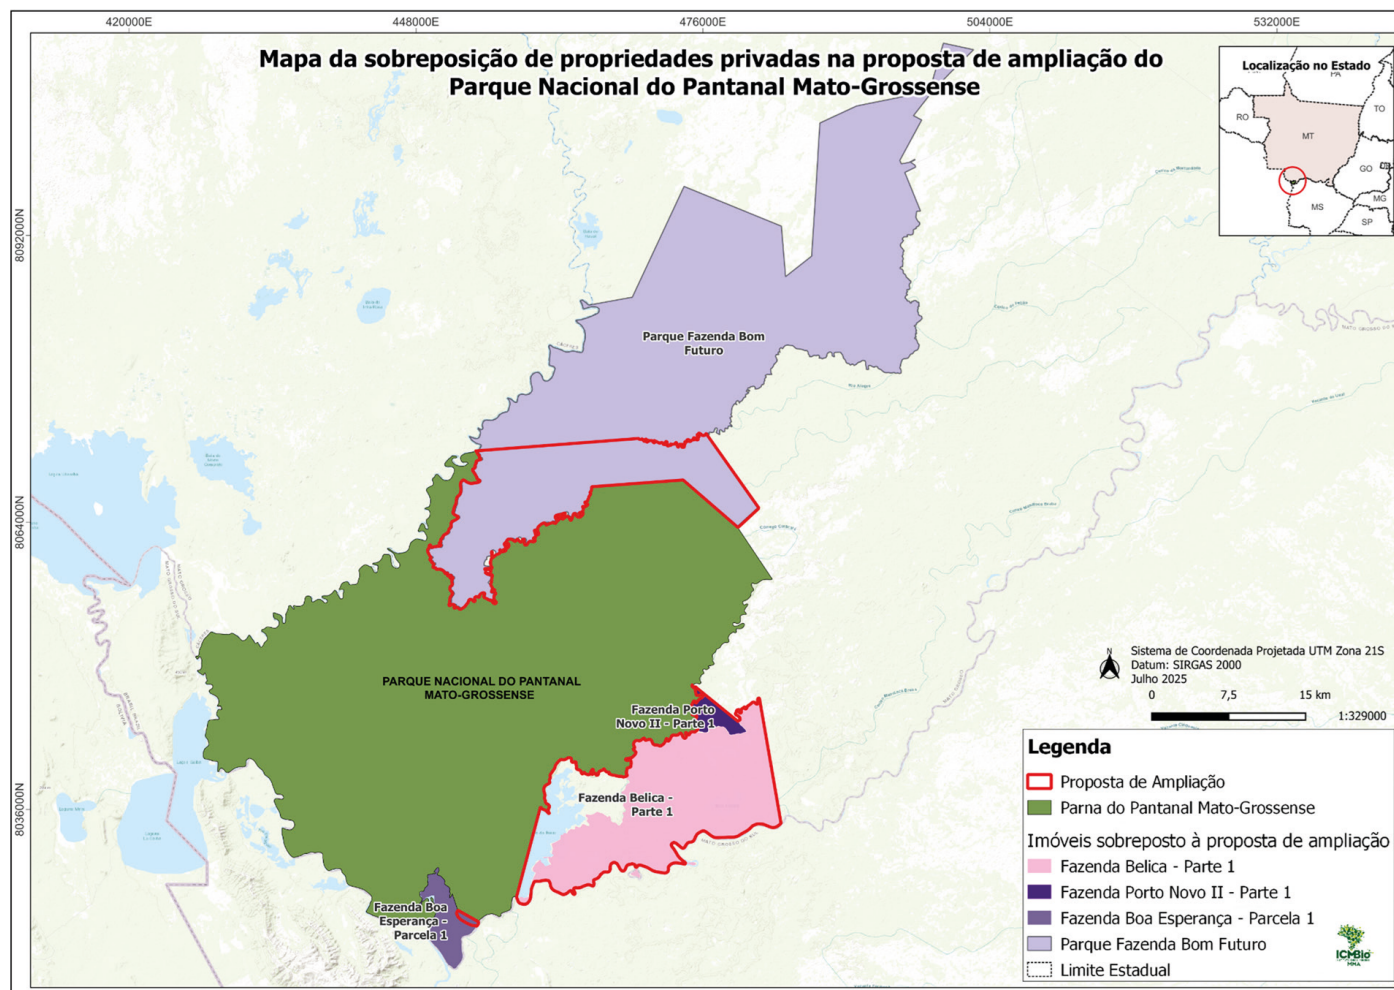 420000E
448000E
476000E
504000E
532000E
Mapa da sobreposição de propriedades privadas na proposta de ampliação do
Parque Nacional do Pantanal Mato-Grossense
Localização no Estado
PA
RO
MT
TO
GO
DF
MG
MS
SP
8092000N
8064000N
8036000N
Parque Fazenda Bom
Futuro
PARQUE NACIONAL DO PANTANAL
MATO-GROSSENSE
Fazenda Porto
Novo II - Parte 1
Fazenda Belica -
Parte 1
Fazenda Boa
Esperança -
Parcela 1
N
Sistema de Coordenada Projetada UTM Zona 21S
Datum: SIRGAS 2000
Julho 2025
0 7,5 15 km
1:329000
Legenda
Proposta de Ampliação
Parna do Pantanal Mato-Grossense
Imóveis sobreposto à proposta de ampliação
Fazenda Belica - Parte 1
Fazenda Porto Novo II - Parte 1
Fazenda Boa Esperança - Parcela 1
Parque Fazenda Bom Futuro
Limite Estadual
ICMBio
MMA